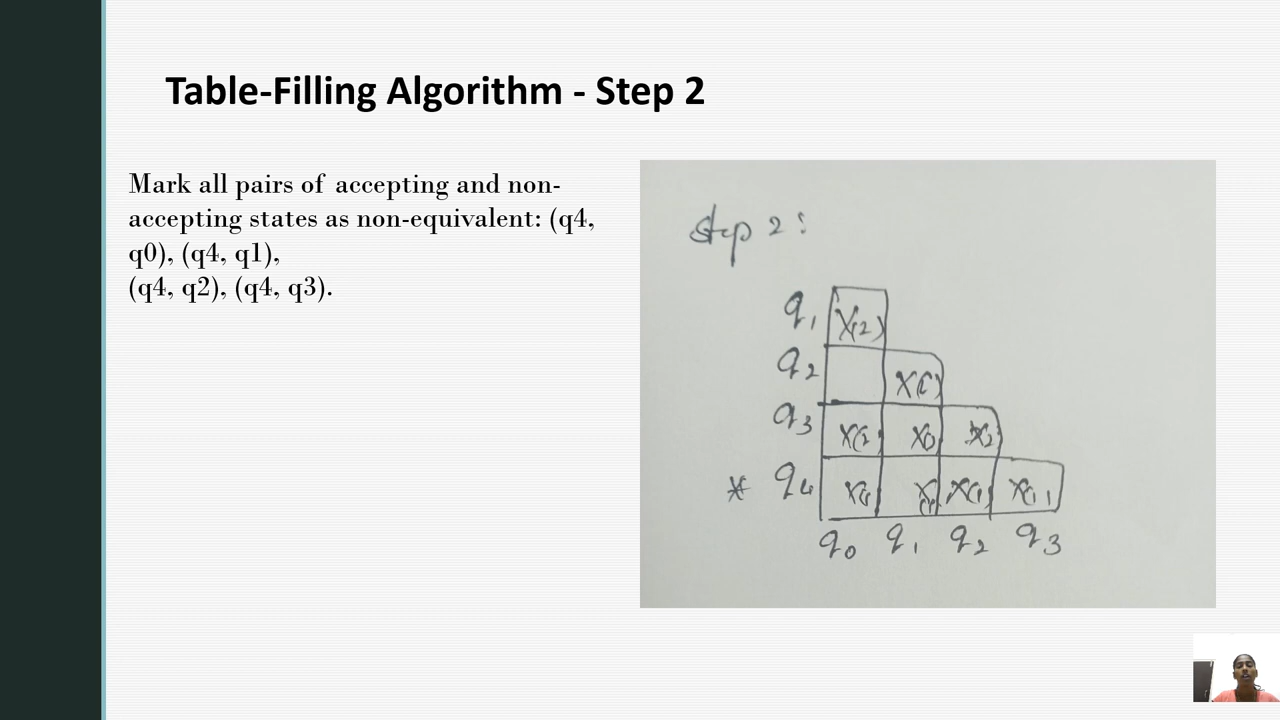 Table-Filling Algorithm - Step 2
Mark all pairs of accepting and non-
accepting states as non-equivalent: (q4,
q0), (q4, q1),
(q4, q2), (q4, q3).
Step 2:
q1 X(2)
q2
q3
* q4
q0 q1 q2 q3